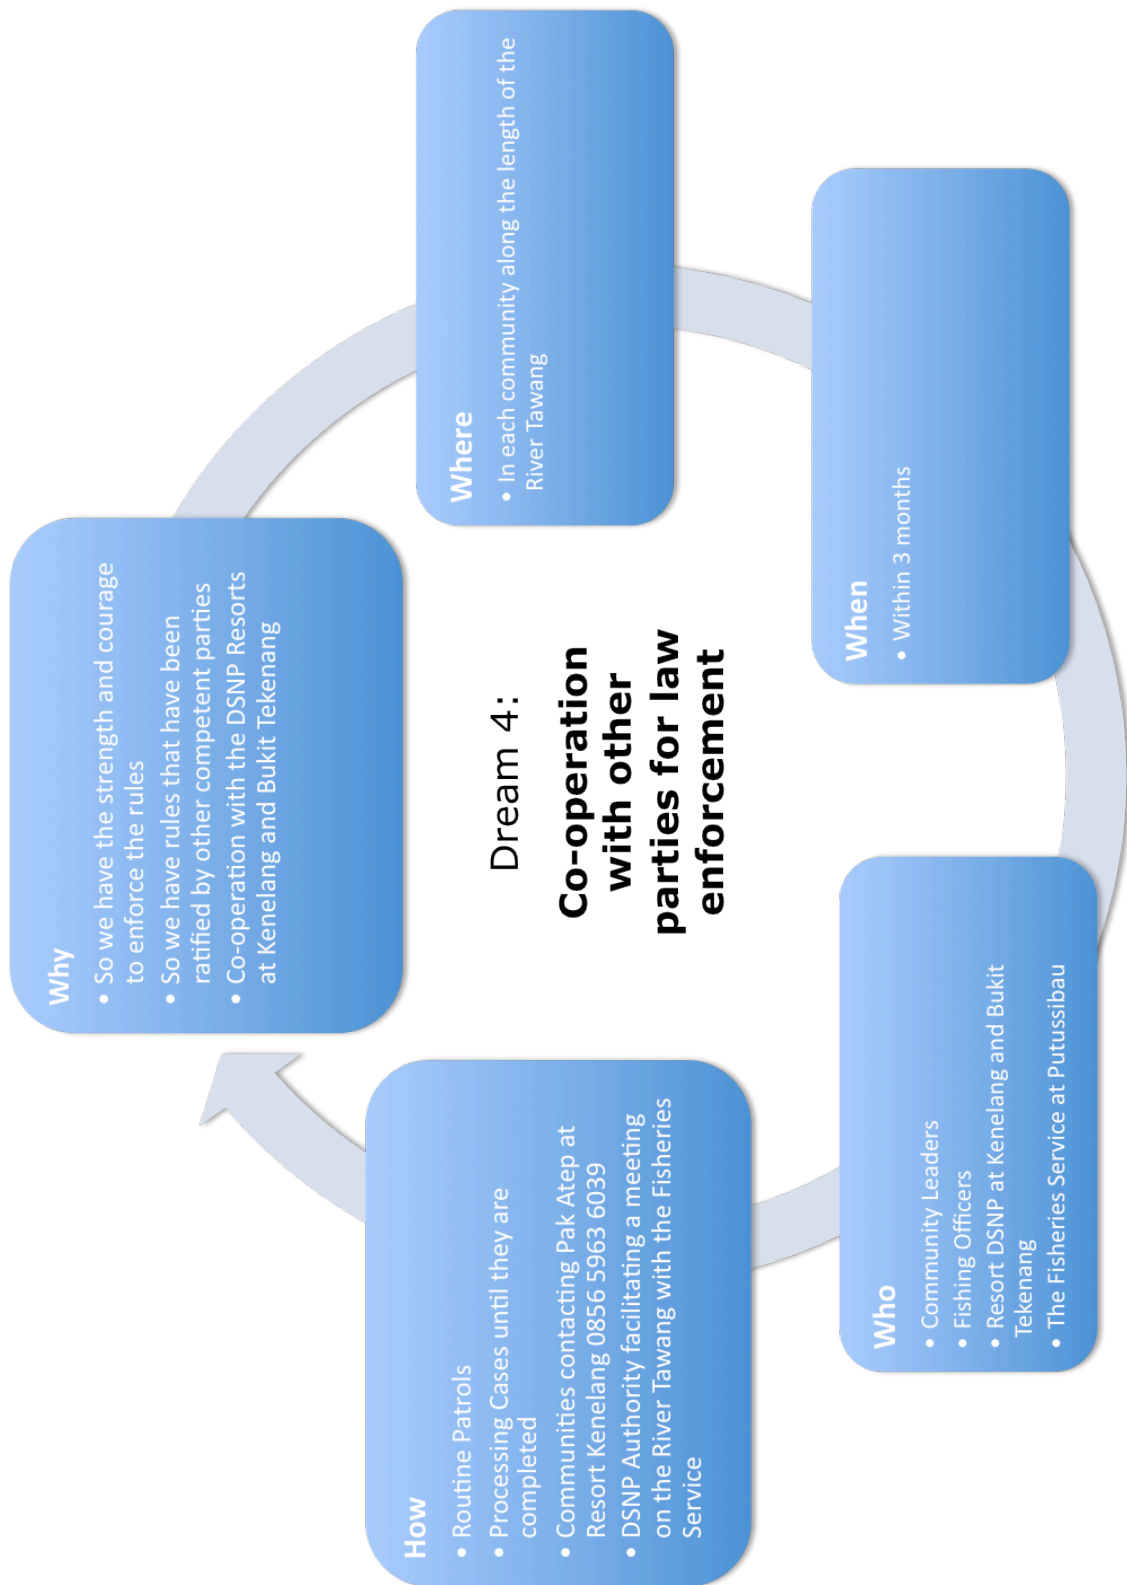 Dream 4:
Co-operation
with other
parties for law
enforcement
Why
• So we have the strength and courage
to enforce the rules
• So we have rules that have been
ratified by other competent parties
• Co-operation with the DSNP Resorts
at Kenelang and Bukit Tekenang
Where
• In each community along the length of the
River Tawang
When
• Within 3 months
Who
• Community Leaders
• Fishing Officers
• Resort DSNP at Kenelang and Bukit
Tekenang
• The Fisheries Service at Putussibau
How
• Routine Patrols
• Processing Cases until they are
completed
• Communities contacting Pak Atep at
Resort Kenelang 0856 5963 6039
• DSNP Authority facilitating a meeting
on the River Tawang with the Fisheries
Service